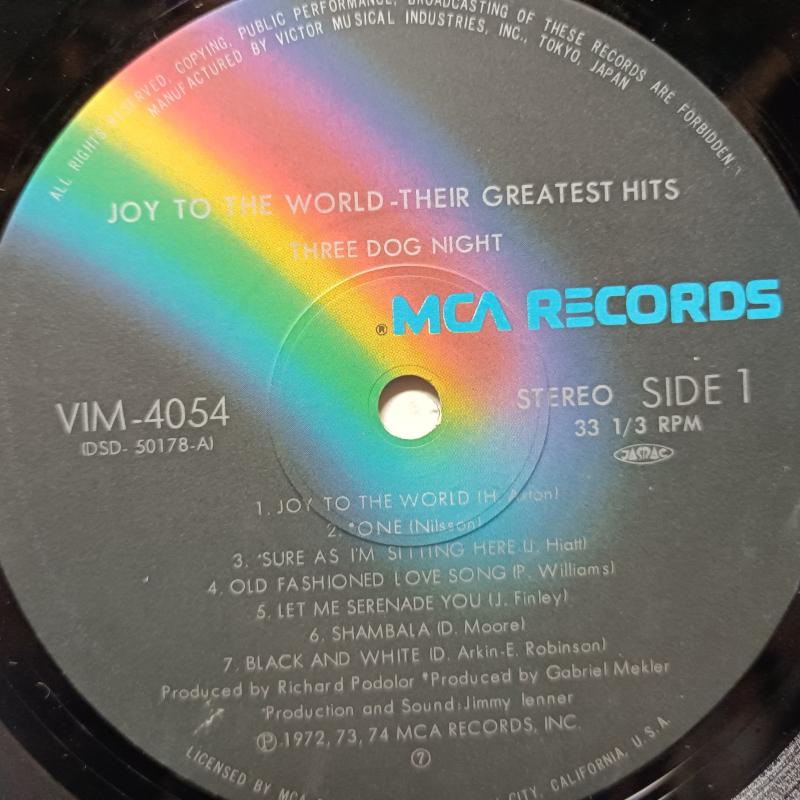 ALL RIGHTS RESERVED. COPYING, PUBLIC PERFORMANCE, BROADCASTING OF THESE RECORDS ARE FORBIDDEN.
MANUFACTURED BY VICTOR MUSICAL INDUSTRIES, INC., TOKYO, JAPAN
JOY TO THE WORLD-THEIR GREATEST HITS
THREE DOG NIGHT
® MCA RECORDS
VIM-4054
(DSD- 50178-A)
STEREO SIDE 1
33 1/3 RPM
JASRAC
1. JOY TO THE WORLD (H. Axton)
2. *ONE (Nilsson)
3. 'SURE AS I'M SITTING HERE (J. Hiatt)
4. OLD FASHIONED LOVE SONG (P. Williams)
5. LET ME SERENADE YOU (J. Finley)
6. SHAMBALA (D. Moore)
7. BLACK AND WHITE (D. Arkin-E. Robinson)
Produced by Richard Podolor *Produced by Gabriel Mekler
'Production and Sound: Jimmy Ienner
Ⓟ 1972, 73, 74 MCA RECORDS, INC.
⑦
LICENSED BY MCA CITY, CALIFORNIA, U.S.A.